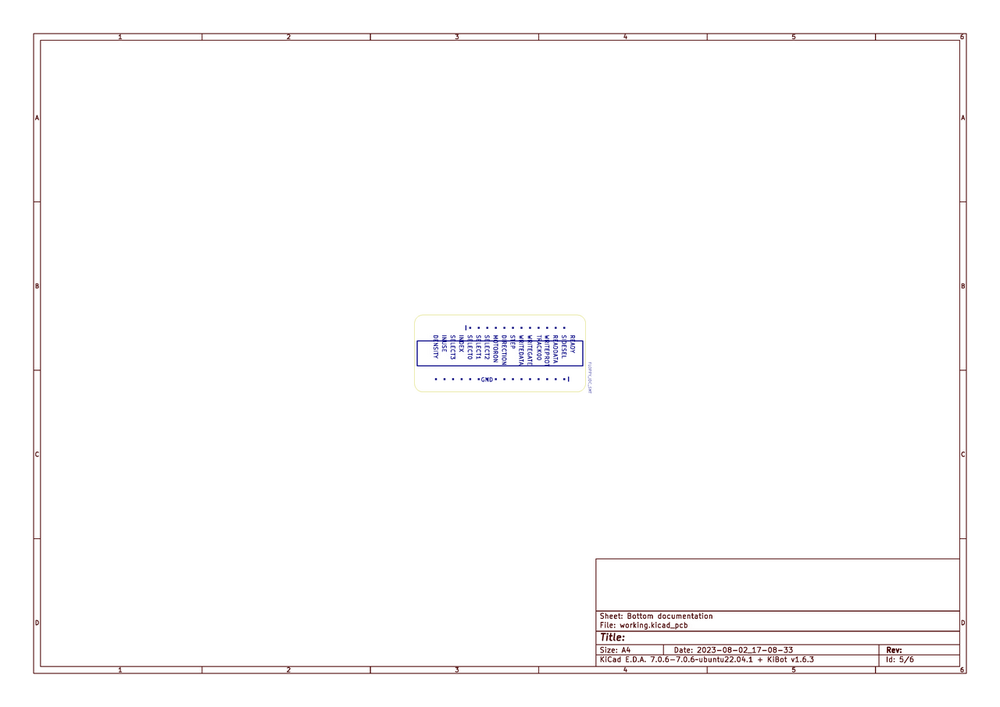 1 2 3 4 5 6
A A
B B
DENSITY
INUSE
SELECT3
INDEX
SELECT0
SELECT1
SELECT2
MOTORON
DIRECTION
STEP
WRITEDATA
WRITEGATE
TRACK00
WRITEPROT
READDATA
SIDESEL
READY
GND
C C
D D
Sheet: Bottom documentation
File: working.kicad_pcb
Title:
Size: A4 Date: 2023-08-02_17-08-33 Rev:
KiCad E.D.A. 7.0.6-7.0.6~ubuntu22.04.1 + KiBot v1.6.3 Id: 5/6
1 2 3 4 5 6